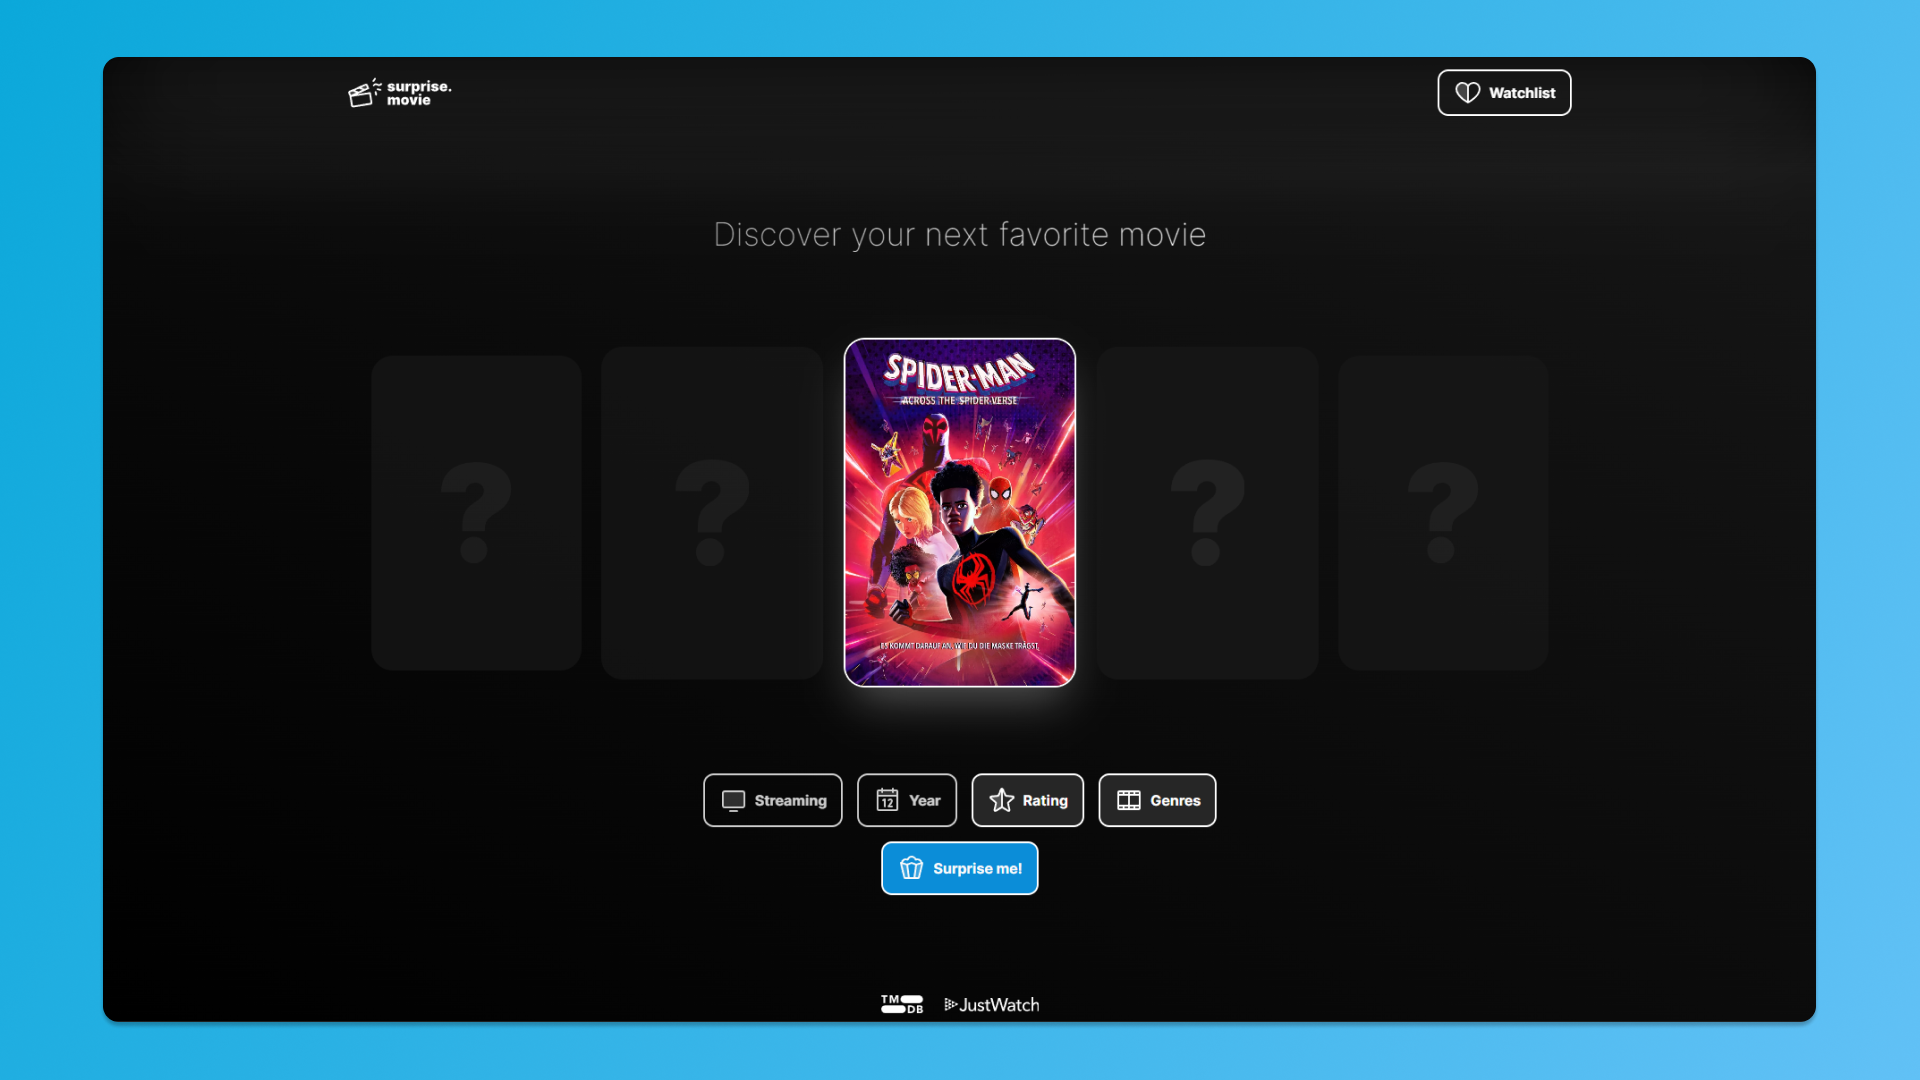 surprise.
movie
Watchlist
Discover your next favorite movie
? ? ? ?
SPIDER-MAN
ACROSS THE SPIDER-VERSE
ES KOMMT DARAUF AN, WIE DU DIE MASKE TRÄGST.
Streaming
12 Year
Rating
Genres
Surprise me!
TMDB
JustWatch